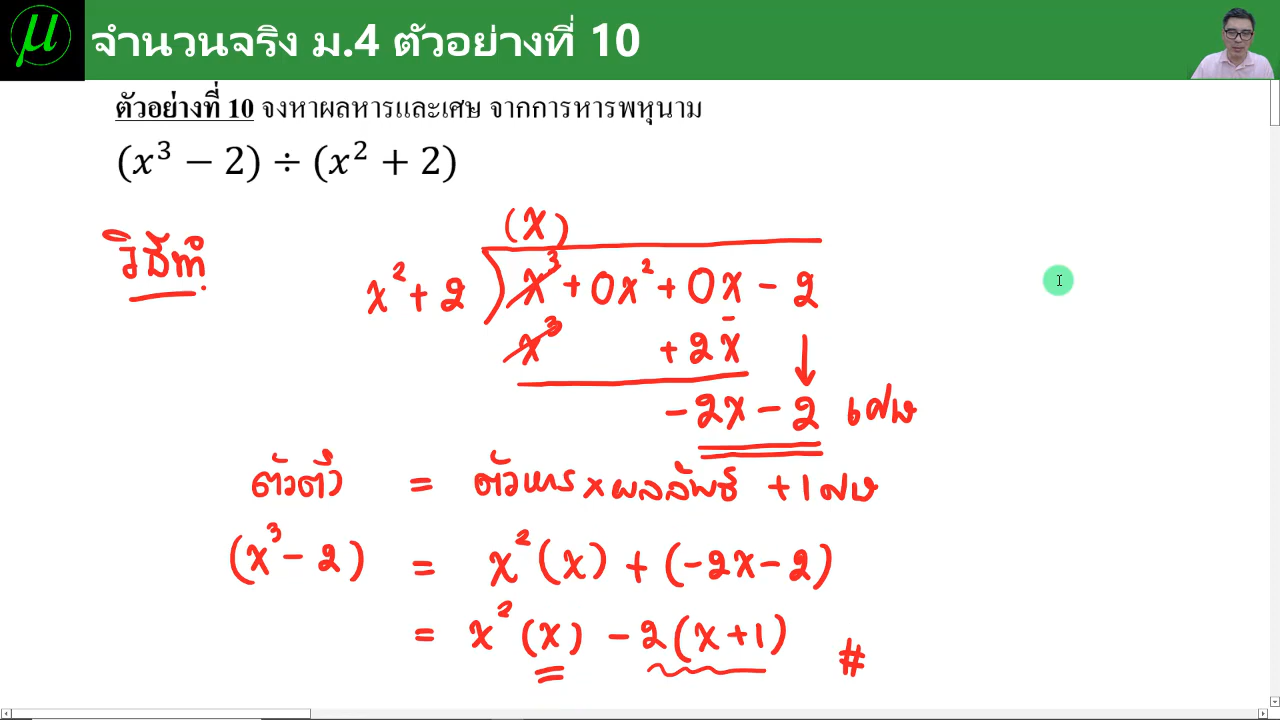 μ จำนวนจริง ม.4 ตัวอย่างที่ 10
ตัวอย่างที่ 10 จงหาผลหารและเศษ จากการหารพหุนาม
(x³ − 2) ÷ (x² + 2)
วิธีทำ
(x)
x² + 2 ) x³ + 0x² + 0x − 2
x³ + 2x
− 2x − 2 เศษ
ตัวตั้ง = ตัวหาร × ผลลัพธ์ + เศษ
(x³ − 2) = x² (x) + (−2x − 2)
= x² (x) − 2(x+1) #